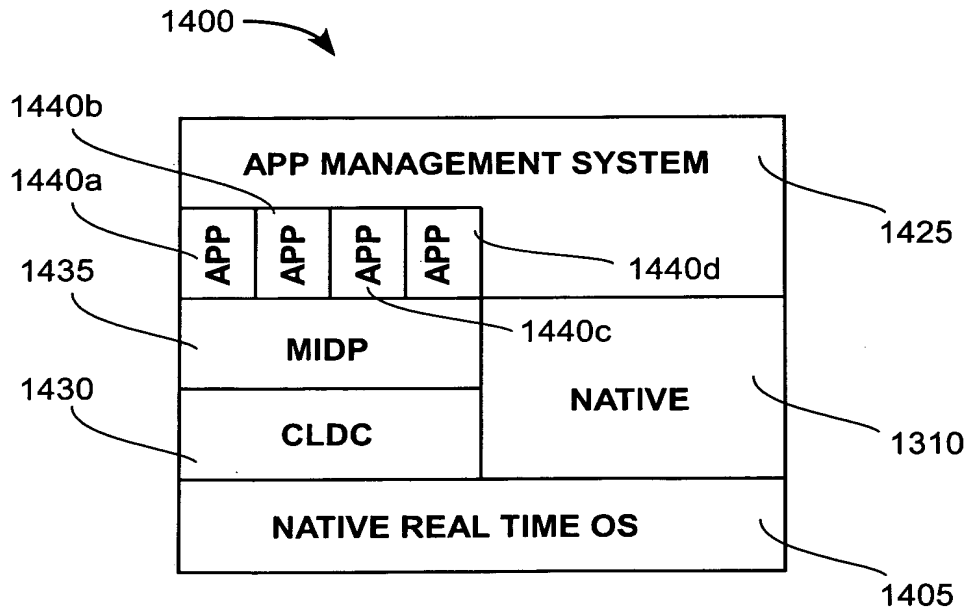 1400
1440b
APP MANAGEMENT SYSTEM
1440a
1425
APP
APP
APP
APP
1440d
1435
1440c
MIDP
1430
NATIVE
CLDC
1310
NATIVE REAL TIME OS
1405